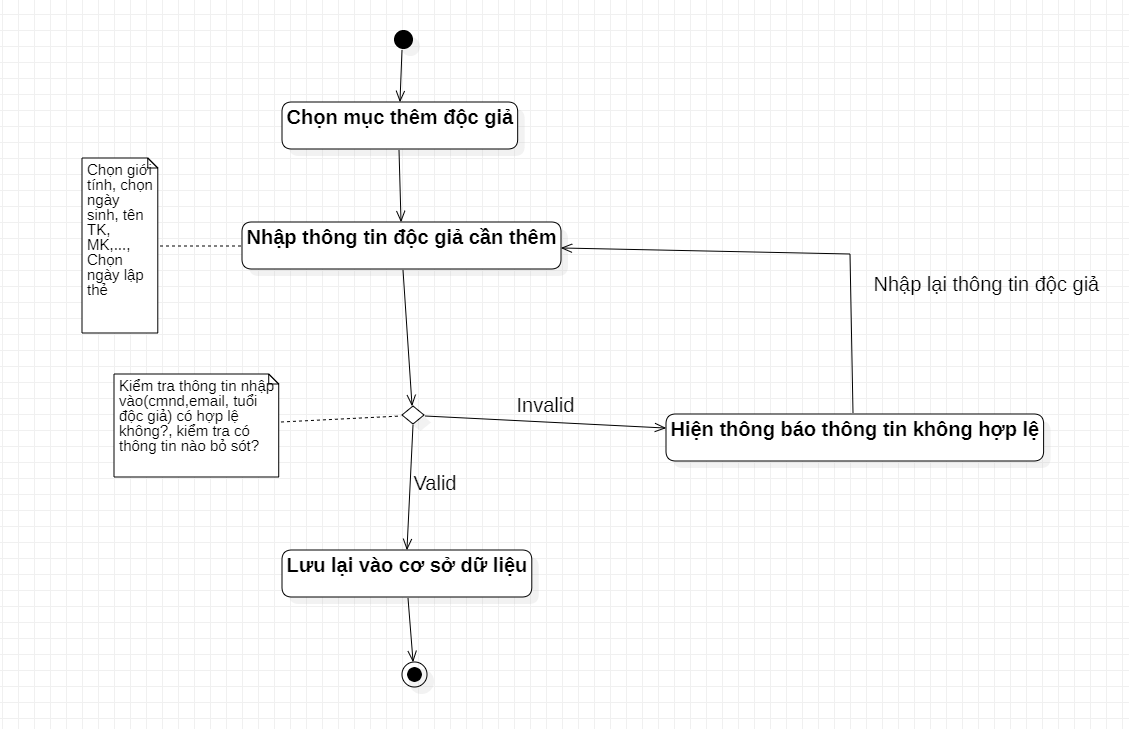 Chọn mục thêm độc giả
Chọn giới
tính, chọn
ngày
sinh, tên
TK,
MK,...,
Chọn
ngày lập
thẻ
Nhập thông tin độc giả cần thêm
Nhập lại thông tin độc giả
Kiểm tra thông tin nhập
vào(cmnd,email, tuổi
độc giả) có hợp lệ
không?, kiểm tra có
thông tin nào bỏ sót?
Invalid
Hiện thông báo thông tin không hợp lệ
Valid
Lưu lại vào cơ sở dữ liệu